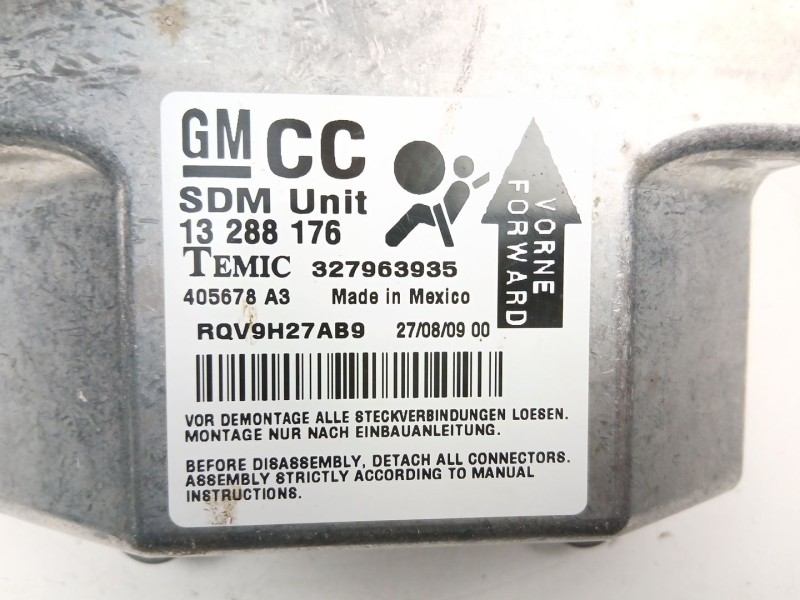 GM CC
SDM Unit
13 288 176
TEMIC 327963935
405678 A3 Made in Mexico
RQV9H27AB9 27/08/09 00
VORNE
FORWARD
VOR DEMONTAGE ALLE STECKVERBINDUNGEN LOESEN.
MONTAGE NUR NACH EINBAUANLEITUNG.
BEFORE DISASSEMBLY, DETACH ALL CONNECTORS.
ASSEMBLY STRICTLY ACCORDING TO MANUAL
INSTRUCTIONS.